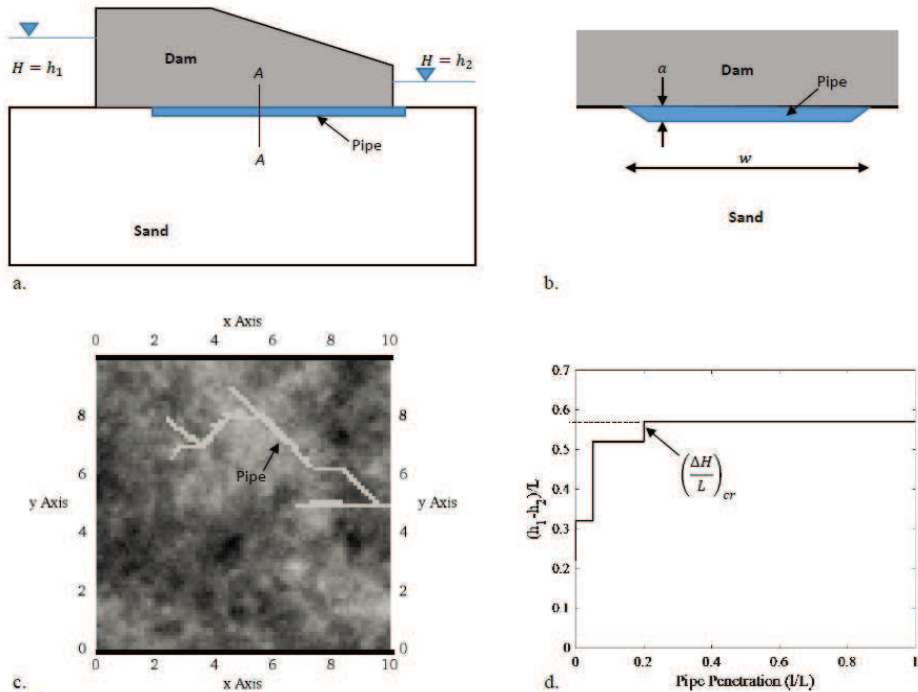 H = h₁
Dam
A
A
H = h₂
Pipe
Sand
a.
a
Dam
Pipe
w
Sand
b.
x Axis
0 2 4 6 8 10
8
6
y Axis
4
2
0
Pipe
8
6
y Axis
4
2
0
0 2 4 6 8 10
x Axis
c.
0.7
0.6
0.5
0.4
0.3
0.2
0.1
0
(h₁-h₂)/L
(ΔH/L)cr
0 0.2 0.4 0.6 0.8 1
Pipe Penetration (l/L)
d.